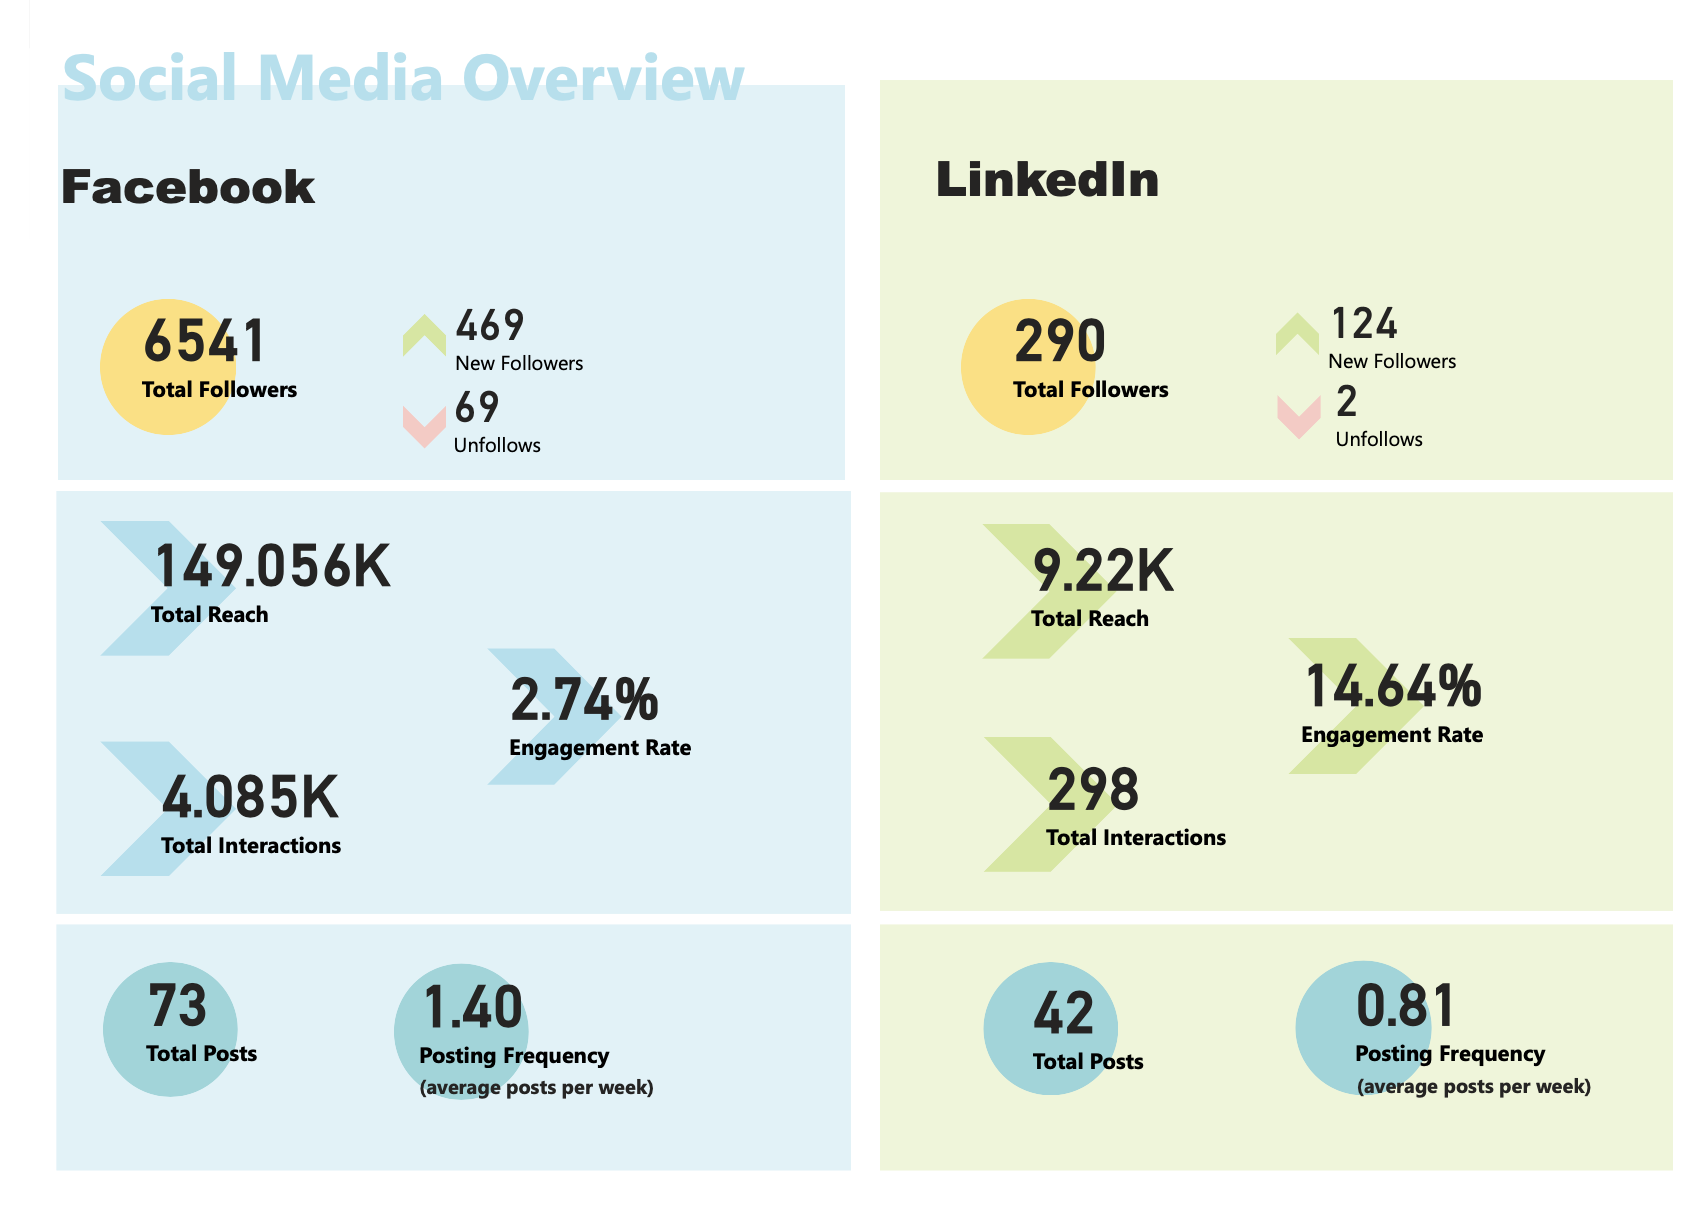 Social Media Overview
Facebook
6541
Total Followers
469
New Followers
69
Unfollows
149.056K
Total Reach
2.74%
Engagement Rate
4.085K
Total Interactions
73
Total Posts
1.40
Posting Frequency
(average posts per week)
LinkedIn
290
Total Followers
124
New Followers
2
Unfollows
9.22K
Total Reach
14.64%
Engagement Rate
298
Total Interactions
42
Total Posts
0.81
Posting Frequency
(average posts per week)